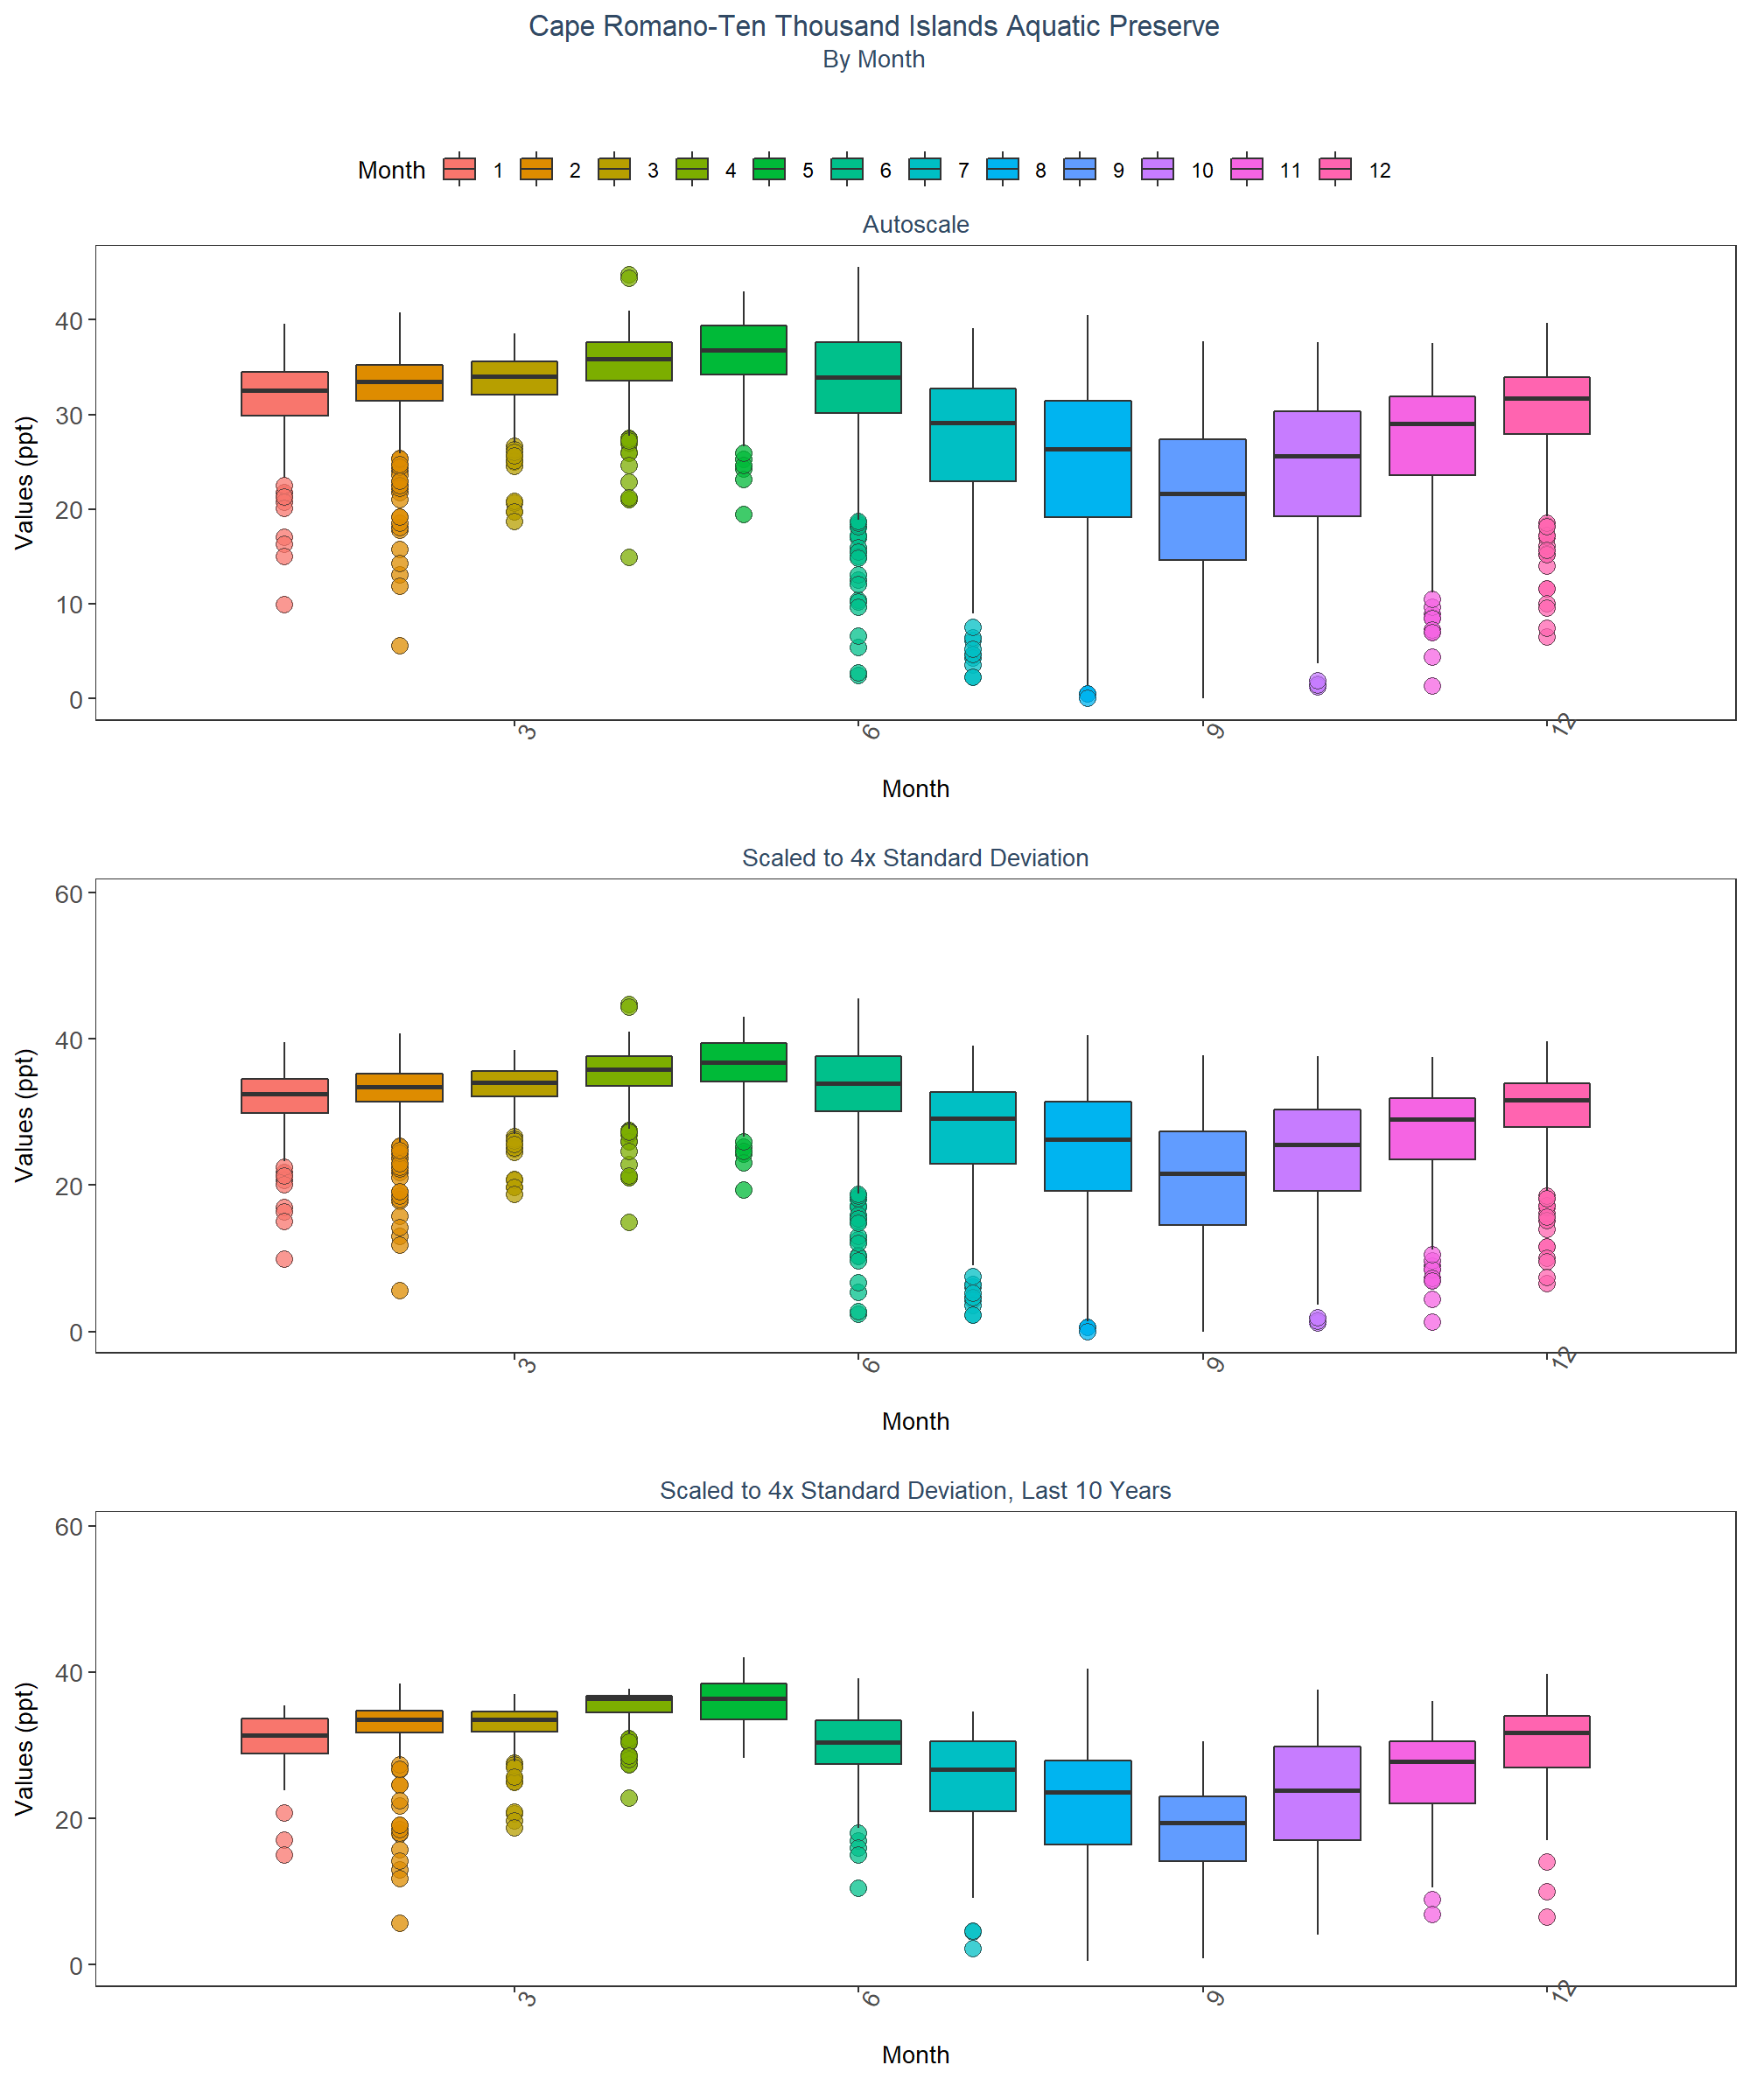 Cape Romano-Ten Thousand Islands Aquatic Preserve
By Month
Month 1 2 3 4 5 6 7 8 9 10 11 12
Autoscale
Values (ppt)
40
30
20
10
0
3 6 9 12
Month
Scaled to 4x Standard Deviation
Values (ppt)
60
40
20
0
3 6 9 12
Month
Scaled to 4x Standard Deviation, Last 10 Years
Values (ppt)
60
40
20
0
3 6 9 12
Month